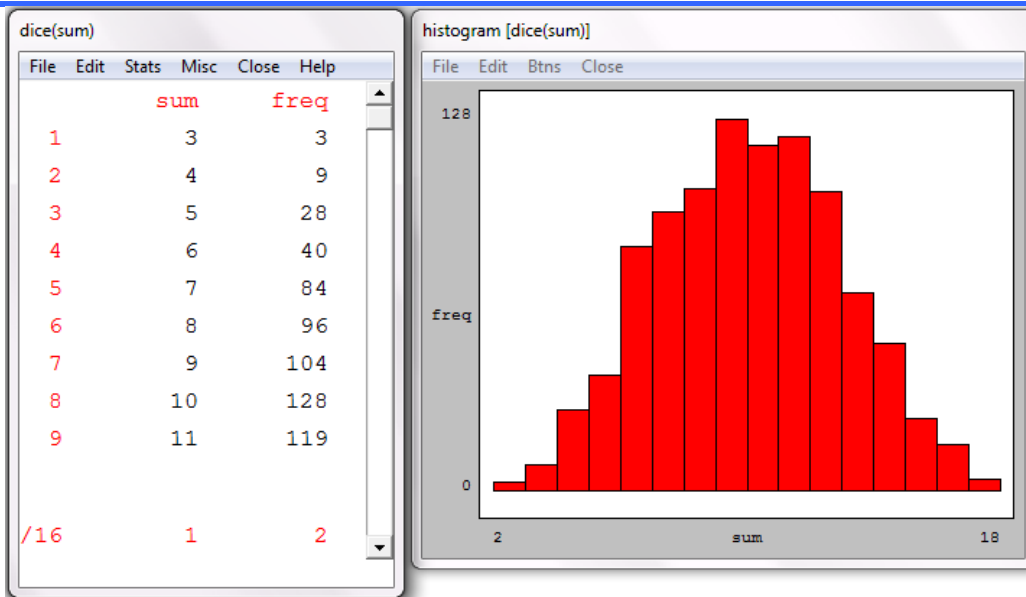 dice(sum)
File Edit Stats Misc Close Help
sum freq
1 3 3
2 4 9
3 5 28
4 6 40
5 7 84
6 8 96
7 9 104
8 10 128
9 11 119
/16 1 2
histogram [dice(sum)]
File Edit Btns Close
128
freq
0
2 sum 18